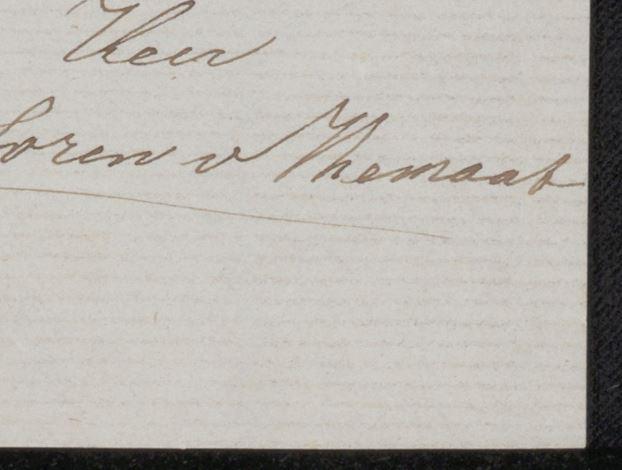 Heer
Loren v Themaat